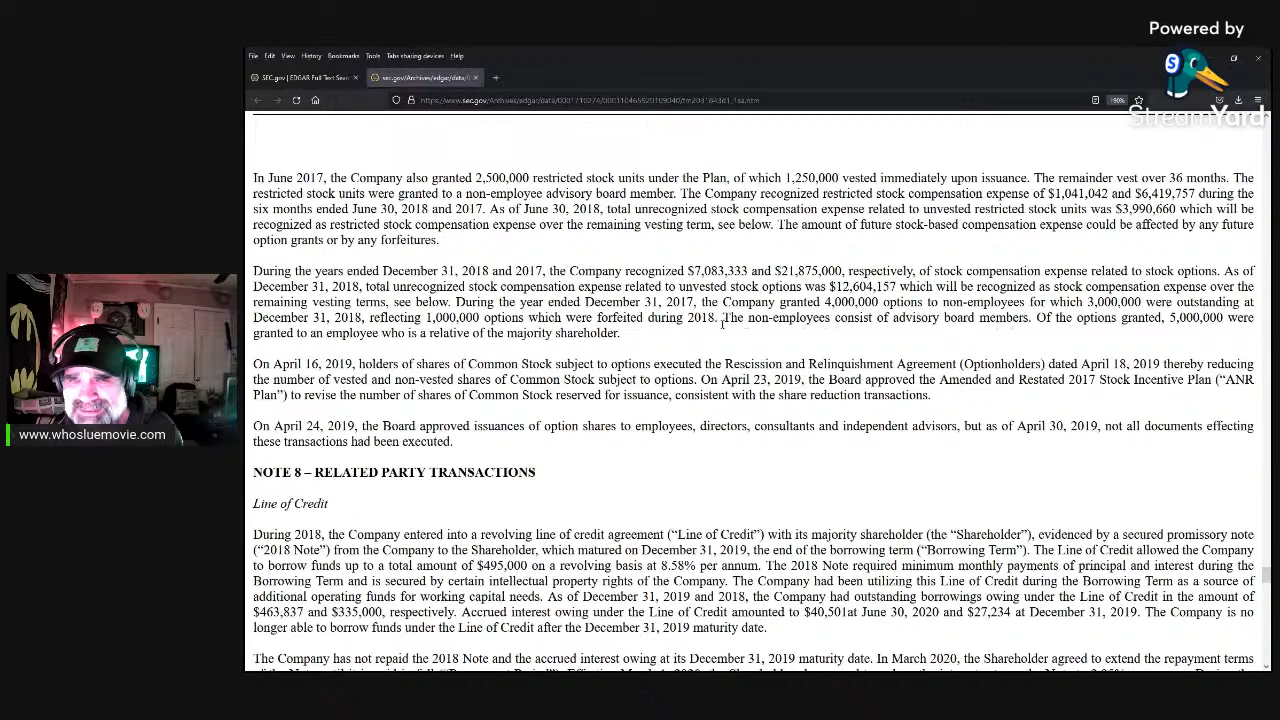 Powered by
StreamYard
File Edit View History Bookmarks Tools Tabs sharing devices Help
SEC.gov | EDGAR Full Text Sear
sec.gov/Archives/edgar/data/0
190%
In June 2017, the Company also granted 2,500,000 restricted stock units under the Plan, of which 1,250,000 vested immediately upon issuance. The remainder vest over 36 months. The
restricted stock units were granted to a non-employee advisory board member. The Company recognized restricted stock compensation expense of $1,041,042 and $6,419,757 during the
six months ended June 30, 2018 and 2017. As of June 30, 2018, total unrecognized stock compensation expense related to unvested restricted stock units was $3,990,660 which will be
recognized as restricted stock compensation expense over the remaining vesting term, see below. The amount of future stock-based compensation expense could be affected by any future
option grants or by any forfeitures.
During the years ended December 31, 2018 and 2017, the Company recognized $7,083,333 and $21,875,000, respectively, of stock compensation expense related to stock options. As of
December 31, 2018, total unrecognized stock compensation expense related to unvested stock options was $12,604,157 which will be recognized as stock compensation expense over the
remaining vesting terms, see below. During the year ended December 31, 2017, the Company granted 4,000,000 options to non-employees for which 3,000,000 were outstanding at
December 31, 2018, reflecting 1,000,000 options which were forfeited during 2018. The non-employees consist of advisory board members. Of the options granted, 5,000,000 were
granted to an employee who is a relative of the majority shareholder.
On April 16, 2019, holders of shares of Common Stock subject to options executed the Rescission and Relinquishment Agreement (Optionholders) dated April 18, 2019 thereby reducing
the number of vested and non-vested shares of Common Stock subject to options. On April 23, 2019, the Board approved the Amended and Restated 2017 Stock Incentive Plan (“ANR
Plan”) to revise the number of shares of Common Stock reserved for issuance, consistent with the share reduction transactions.
On April 24, 2019, the Board approved issuances of option shares to employees, directors, consultants and independent advisors, but as of April 30, 2019, not all documents effecting
these transactions had been executed.
NOTE 8 – RELATED PARTY TRANSACTIONS
Line of Credit
During 2018, the Company entered into a revolving line of credit agreement (“Line of Credit”) with its majority shareholder (the “Shareholder”), evidenced by a secured promissory note
(“2018 Note”) from the Company to the Shareholder, which matured on December 31, 2019, the end of the borrowing term (“Borrowing Term”). The Line of Credit allowed the Company
to borrow funds up to a total amount of $495,000 on a revolving basis at 8.58% per annum. The 2018 Note required minimum monthly payments of principal and interest during the
Borrowing Term and is secured by certain intellectual property rights of the Company. The Company had been utilizing this Line of Credit during the Borrowing Term as a source of
additional operating funds for working capital needs. As of December 31, 2019 and 2018, the Company had outstanding borrowings owing under the Line of Credit in the amount of
$463,837 and $335,000, respectively. Accrued interest owing under the Line of Credit amounted to $40,501at June 30, 2020 and $27,234 at December 31, 2019. The Company is no
longer able to borrow funds under the Line of Credit after the December 31, 2019 maturity date.
The Company has not repaid the 2018 Note and the accrued interest owing at its December 31, 2019 maturity date. In March 2020, the Shareholder agreed to extend the repayment terms
www.whosluemovie.com